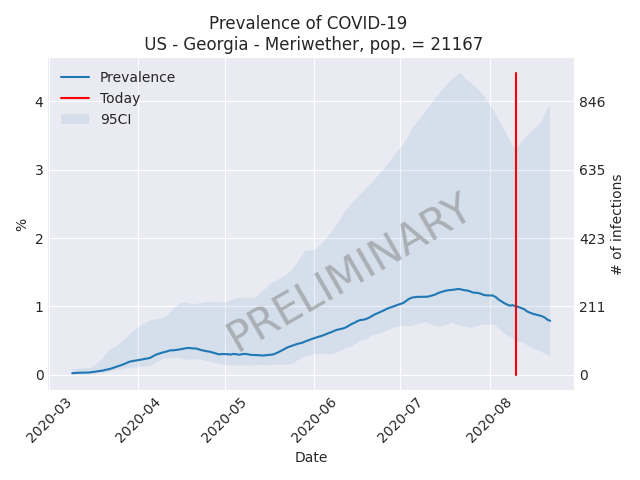 Prevalence of COVID-19
US - Georgia - Meriwether, pop. = 21167
Prevalence
Today
95CI
4
3
2
1
0
%
846
635
423
211
0
# of infections
PRELIMINARY
2020-03
2020-04
2020-05
2020-06
2020-07
2020-08
Date